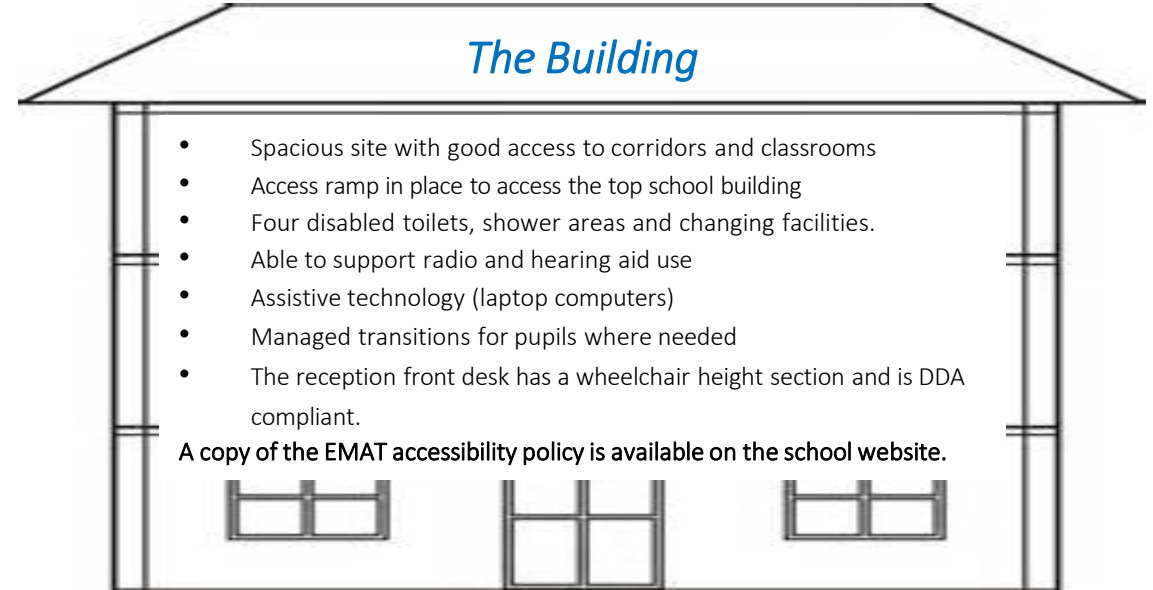 The Building
• Spacious site with good access to corridors and classrooms
• Access ramp in place to access the top school building
• Four disabled toilets, shower areas and changing facilities.
• Able to support radio and hearing aid use
• Assistive technology (laptop computers)
• Managed transitions for pupils where needed
• The reception front desk has a wheelchair height section and is DDA
compliant.
A copy of the EMAT accessibility policy is available on the school website.